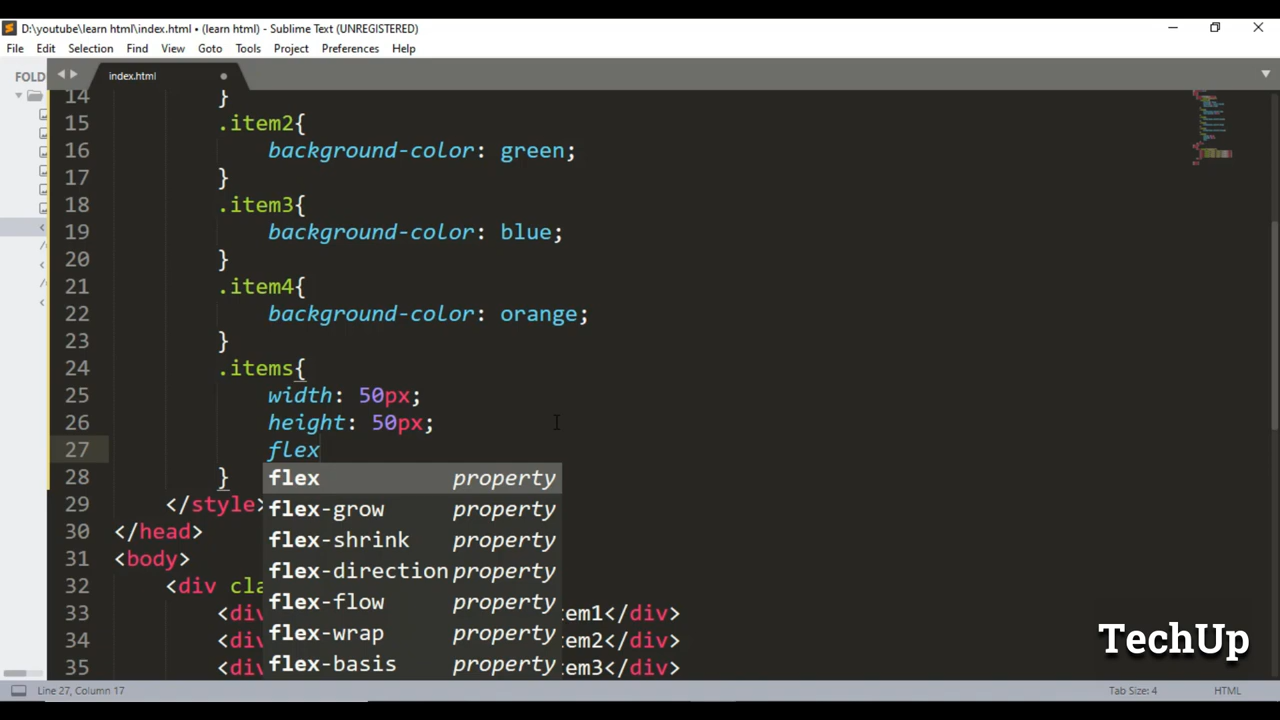 D:\youtube\learn html\index.html • (learn html) - Sublime Text (UNREGISTERED)
File Edit Selection Find View Goto Tools Project Preferences Help
FOLD
index.html
14 }
15 .item2{
16 background-color: green;
17 }
18 .item3{
19 background-color: blue;
20 }
21 .item4{
22 background-color: orange;
23 }
24 .items{
25 width: 50px;
26 height: 50px;
27 flex
28 }
flex property
29 </style>
flex-grow property
30 </head>
flex-shrink property
31 <body>
flex-direction property
32 <div cla
flex-flow property
33 <div tem1</div>
flex-wrap property
34 <div tem2</div>
flex-basis property
35 <div tem3</div>
TechUp
Line 27, Column 17 Tab Size: 4 HTML